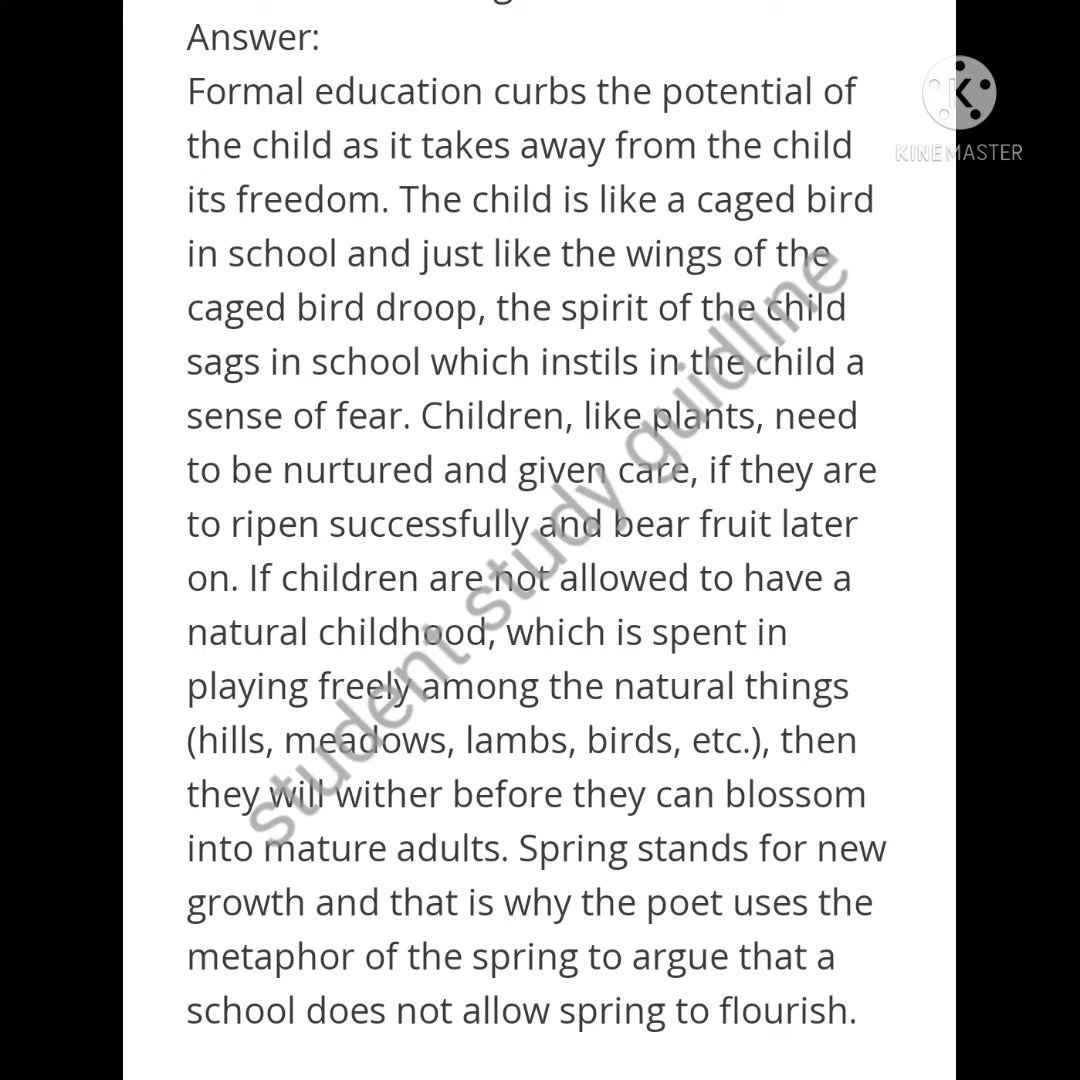 Answer:
Formal education curbs the potential of
the child as it takes away from the child
its freedom. The child is like a caged bird
in school and just like the wings of the
caged bird droop, the spirit of the child
sags in school which instils in the child a
sense of fear. Children, like plants, need
to be nurtured and given care, if they are
to ripen successfully and bear fruit later
on. If children are not allowed to have a
natural childhood, which is spent in
playing freely among the natural things
(hills, meadows, lambs, birds, etc.), then
they will wither before they can blossom
into mature adults. Spring stands for new
growth and that is why the poet uses the
metaphor of the spring to argue that a
school does not allow spring to flourish.
student study guidline
K
KINEMASTER